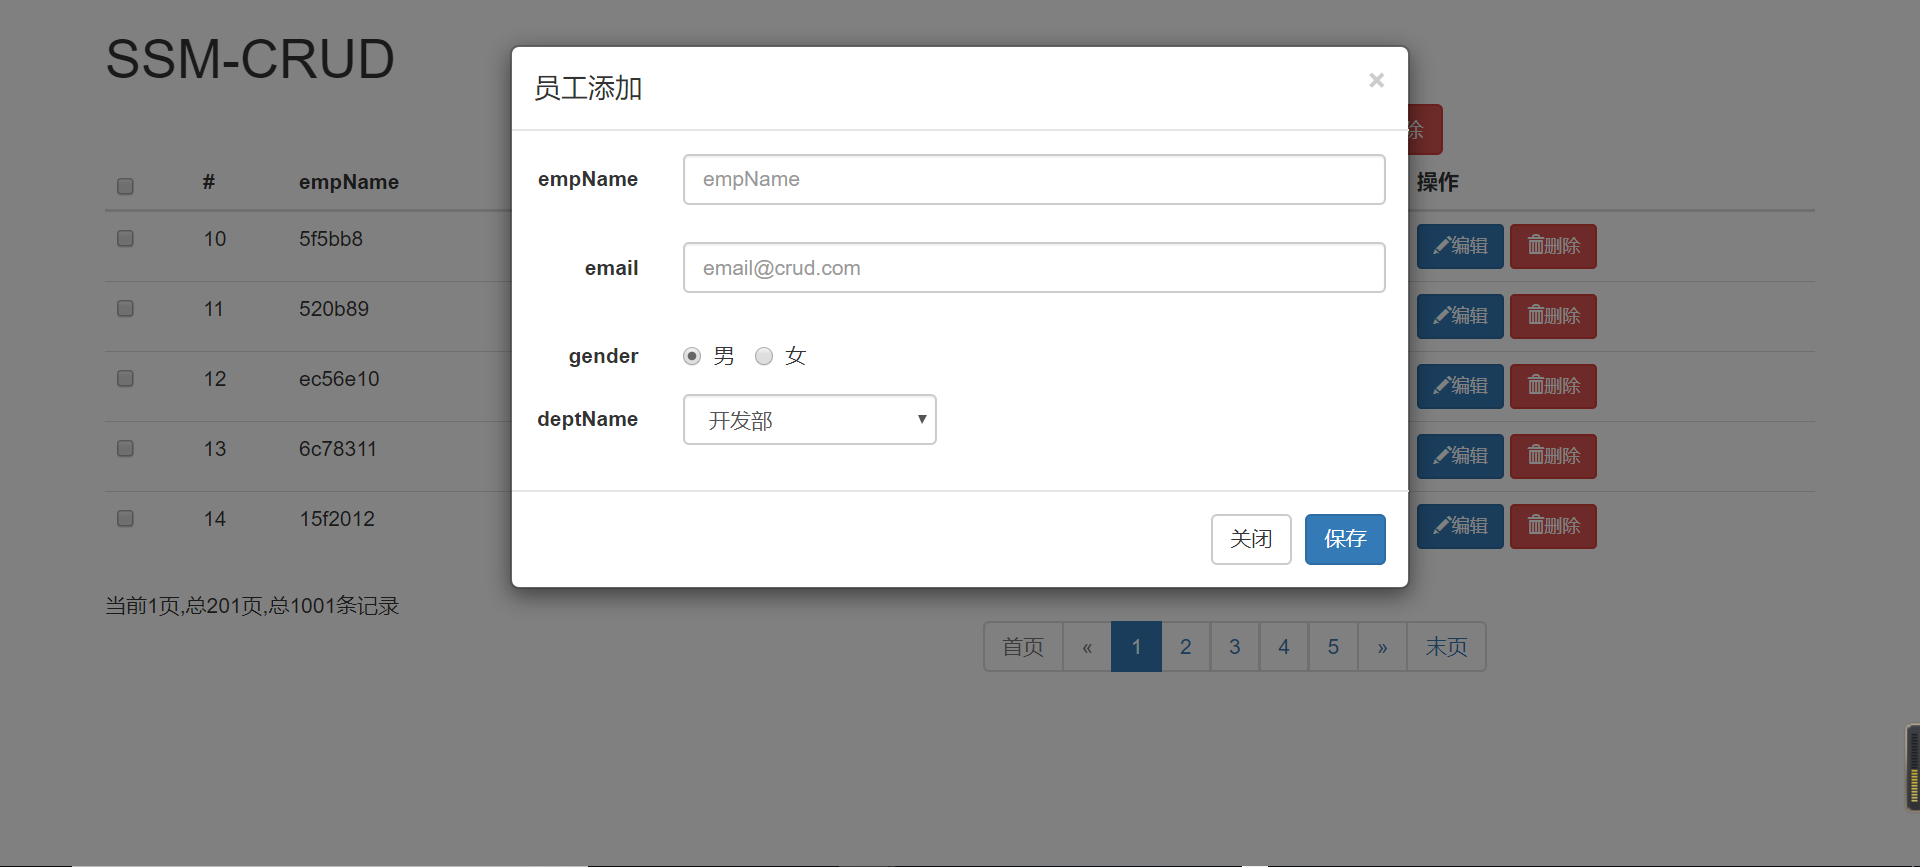 SSM-CRUD
员工添加
×
除
# empName 操作
10 5f5bb8 编辑 删除
11 520b89 编辑 删除
12 ec56e10 编辑 删除
13 6c78311 编辑 删除
14 15f2012 编辑 删除
empName empName
email email@crud.com
gender 男 女
deptName 开发部
关闭 保存
当前1页,总201页,总1001条记录
首页 « 1 2 3 4 5 » 末页